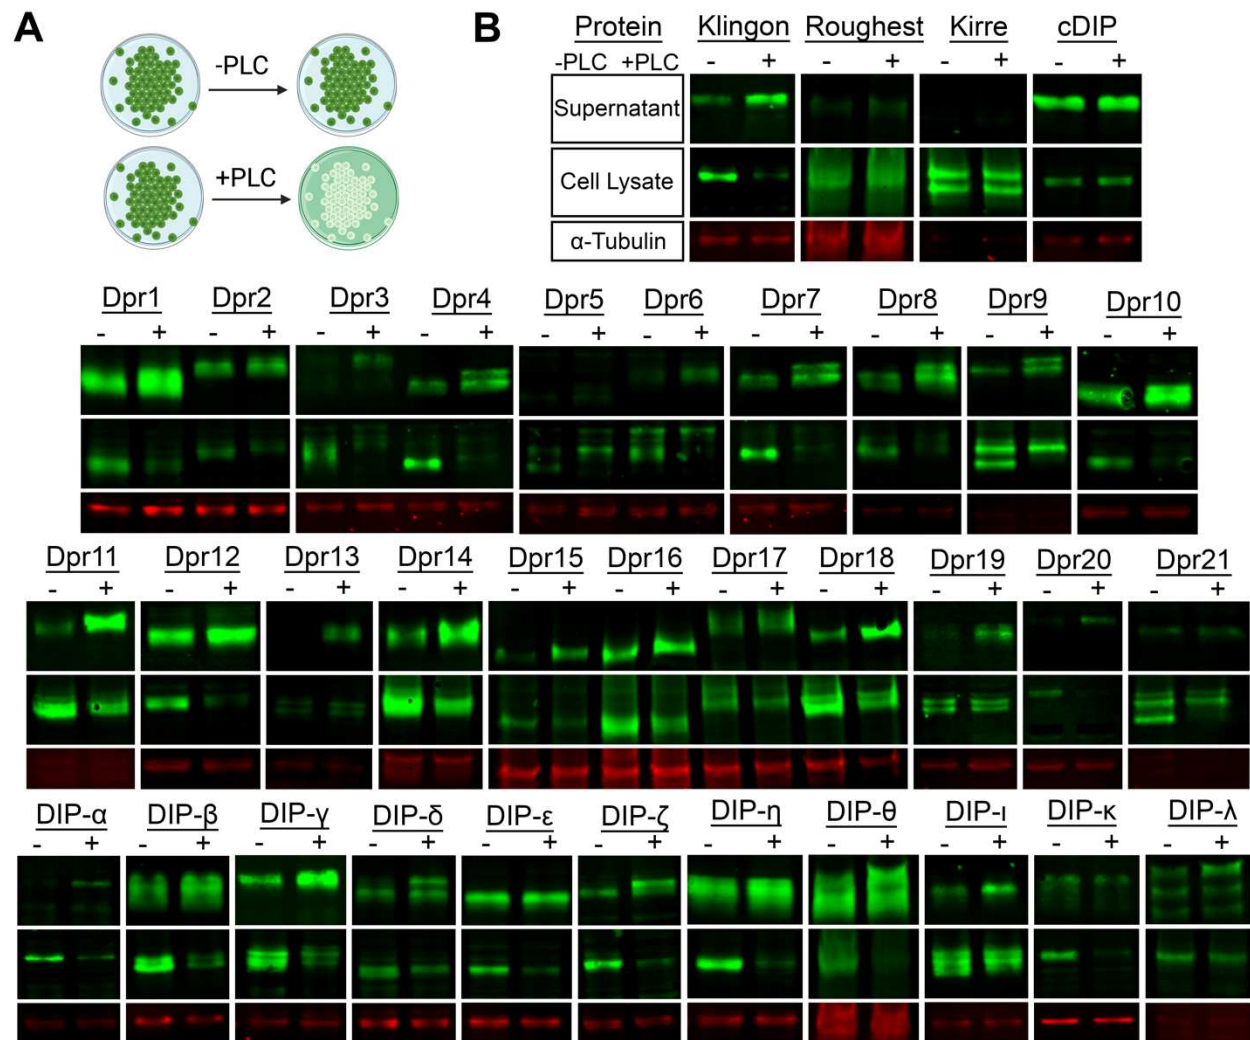 A
-PLC
+PLC
B
Protein Klingon Roughest Kirre cDIP
-PLC +PLC - + - + - + - +
Supernatant
Cell Lysate
α-Tubulin
Dpr1 Dpr2 Dpr3 Dpr4 Dpr5 Dpr6 Dpr7 Dpr8 Dpr9 Dpr10
- + - + - + - + - + - + - + - + - + - +
Dpr11 Dpr12 Dpr13 Dpr14 Dpr15 Dpr16 Dpr17 Dpr18 Dpr19 Dpr20 Dpr21
- + - + - + - + - + - + - + - + - + - + - +
DIP-α DIP-β DIP-γ DIP-δ DIP-ε DIP-ζ DIP-η DIP-θ DIP-ι DIP-κ DIP-λ
- + - + - + - + - + - + - + - + - + - + - +